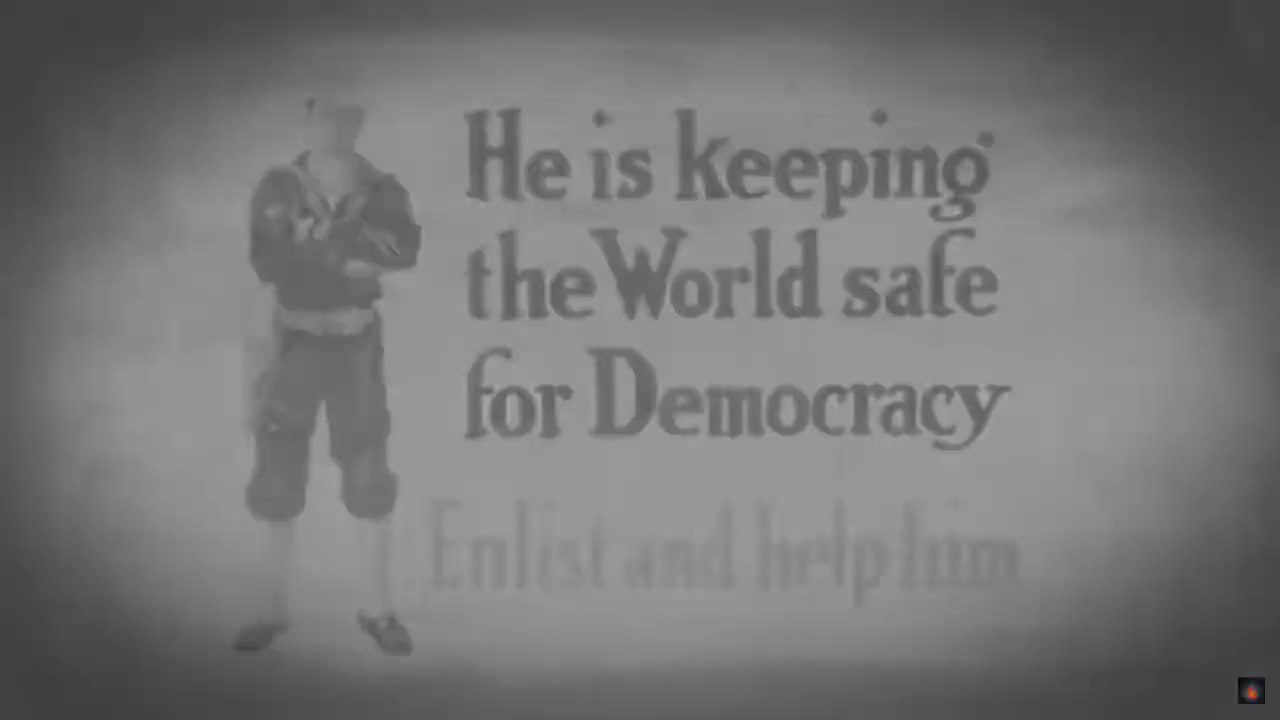 He is keeping
the World safe
for Democracy
Enlist and help him